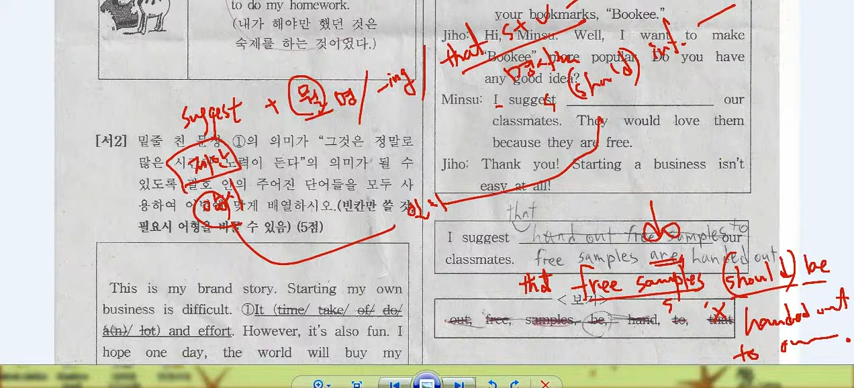 to do my homework.
(내가 해야만 했던 것은
숙제를 하는 것이었다.)
suggest + 뭘 명/-ing/ that S+V
제안
암시
[서2] 밑줄 친 문장 ①의 의미가 "그것은 정말로
많은 시간과 노력이 든다"의 의미가 될 수
있도록 괄호 안의 주어진 단어들을 모두 사
용하여 어법에 맞게 배열하시오.(빈칸만 쓸 것
필요시 어형을 바꿀 수 있음) (5점)
This is my brand story. Starting my own
business is difficult. ①It (time/ take/ of/ do/
a(n)/ lot) and effort. However, it's also fun. I
hope one day, the world will buy my
your bookmarks, "Bookee."
Jiho: Hi, Minsu. Well, I want to make
"Bookee" more popular. Do you have
any good idea?
(should) inf.
Minsu: I suggest our
classmates. They would love them
because they are free.
Jiho: Thank you! Starting a business isn't
easy at all!
that
do
I suggest hand out free samples to our
classmates. free samples are handed out
that free samples (should) be
S
X handed out
to our
< 보기 >
out, free, samples, be, hand, to, that